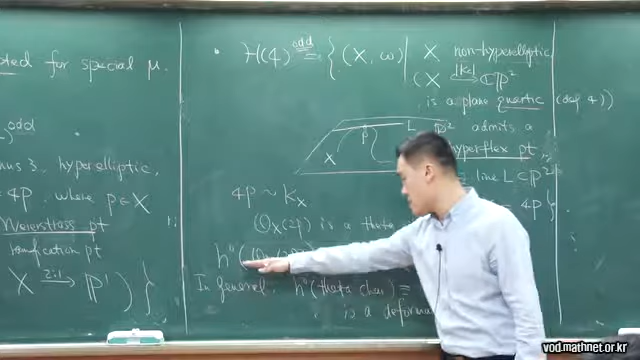 ted for special μ.
odd
nus 3, hyperelliptic,
4p, where p∈X
Weierstrass pt
ramification pt
X 2:1 → ℙ¹) }
• H(4)^odd = { (X, ω) | X non-hyperelliptic
(X |K| → ℂP²
is a plane quartic (deg 4))
X p L P² admits a
hyperflex pt
line L⊂P²
4p ~ K_X = 4p }.
O_X(2p) is a theta
h⁰(
In general, h⁰(theta char) ≡
is a deforma
vod.mathnet.or.kr